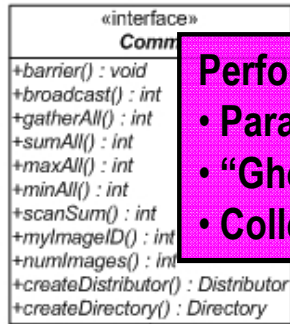 «interface»
Comm
+barrier() : void
+broadcast() : int
+gatherAll() : int
+sumAll() : int
+maxAll() : int
+minAll() : int
+scanSum() : int
+myImageID() : int
+numImages() : int
+createDistributor() : Distributor
+createDirectory() : Directory
Perfo
• Para
• “Gho
• Colle